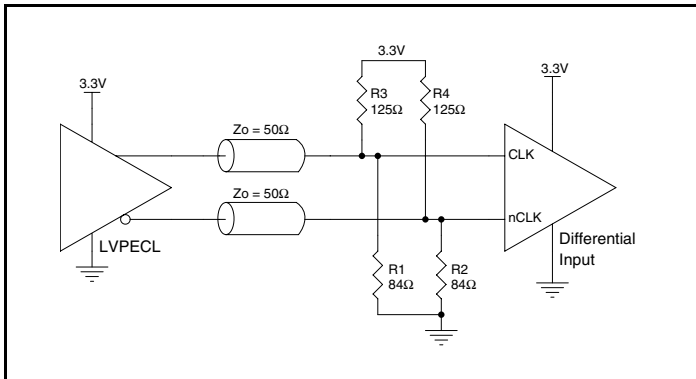 3.3V
3.3V
3.3V
R3
125Ω
R4
125Ω
Zo = 50Ω
CLK
Zo = 50Ω
nCLK
LVPECL
Differential
Input
R1
84Ω
R2
84Ω